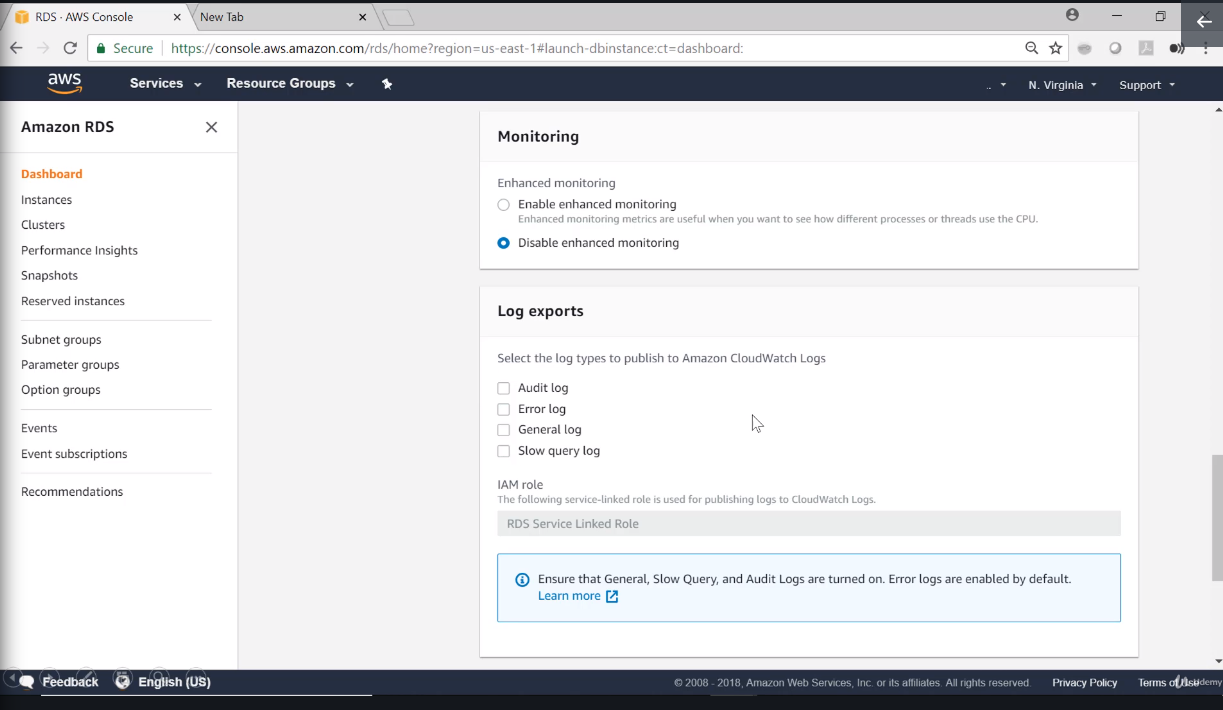 RDS · AWS Console
New Tab
Secure
https://console.aws.amazon.com/rds/home?region=us-east-1#launch-dbinstance:ct=dashboard:
aws
Services
Resource Groups
..
N. Virginia
Support
Amazon RDS
Dashboard
Instances
Clusters
Performance Insights
Snapshots
Reserved instances
Subnet groups
Parameter groups
Option groups
Events
Event subscriptions
Recommendations
Monitoring
Enhanced monitoring
Enable enhanced monitoring
Enhanced monitoring metrics are useful when you want to see how different processes or threads use the CPU.
Disable enhanced monitoring
Log exports
Select the log types to publish to Amazon CloudWatch Logs
Audit log
Error log
General log
Slow query log
IAM role
The following service-linked role is used for publishing logs to CloudWatch Logs.
RDS Service Linked Role
Ensure that General, Slow Query, and Audit Logs are turned on. Error logs are enabled by default.
Learn more
Feedback
English (US)
© 2008 - 2018, Amazon Web Services, Inc. or its affiliates. All rights reserved.
Privacy Policy
Terms of Use